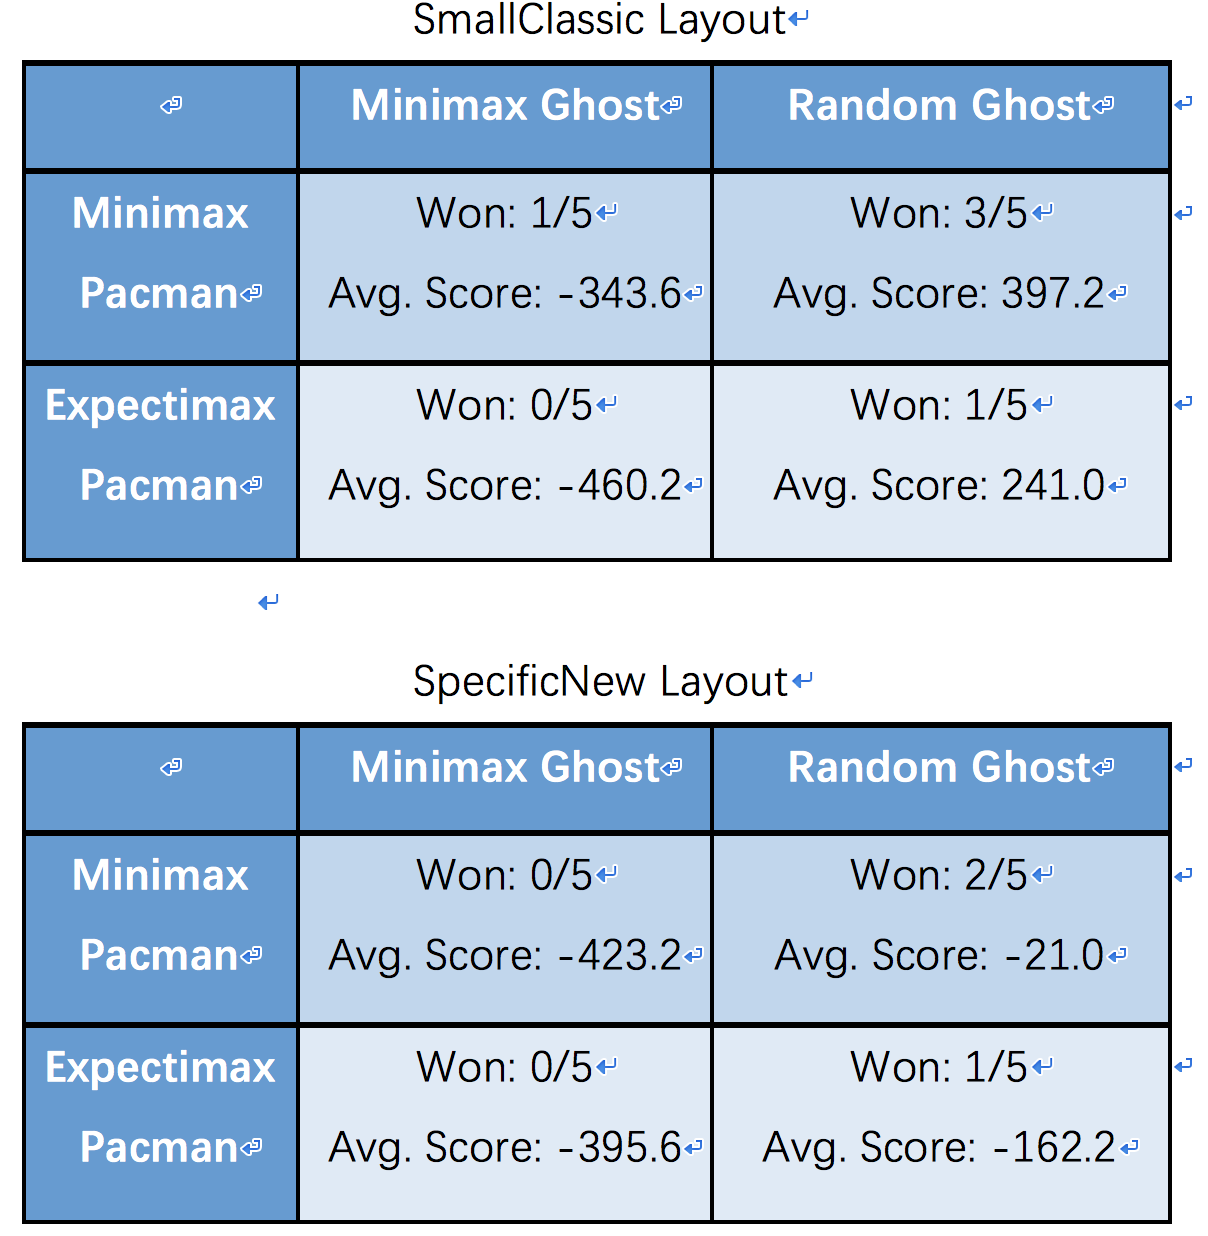 SmallClassic Layout
Minimax Ghost
Random Ghost
Minimax
Pacman
Won: 1/5
Avg. Score: -343.6
Won: 3/5
Avg. Score: 397.2
Expectimax
Pacman
Won: 0/5
Avg. Score: -460.2
Won: 1/5
Avg. Score: 241.0
SpecificNew Layout
Minimax Ghost
Random Ghost
Minimax
Pacman
Won: 0/5
Avg. Score: -423.2
Won: 2/5
Avg. Score: -21.0
Expectimax
Pacman
Won: 0/5
Avg. Score: -395.6
Won: 1/5
Avg. Score: -162.2